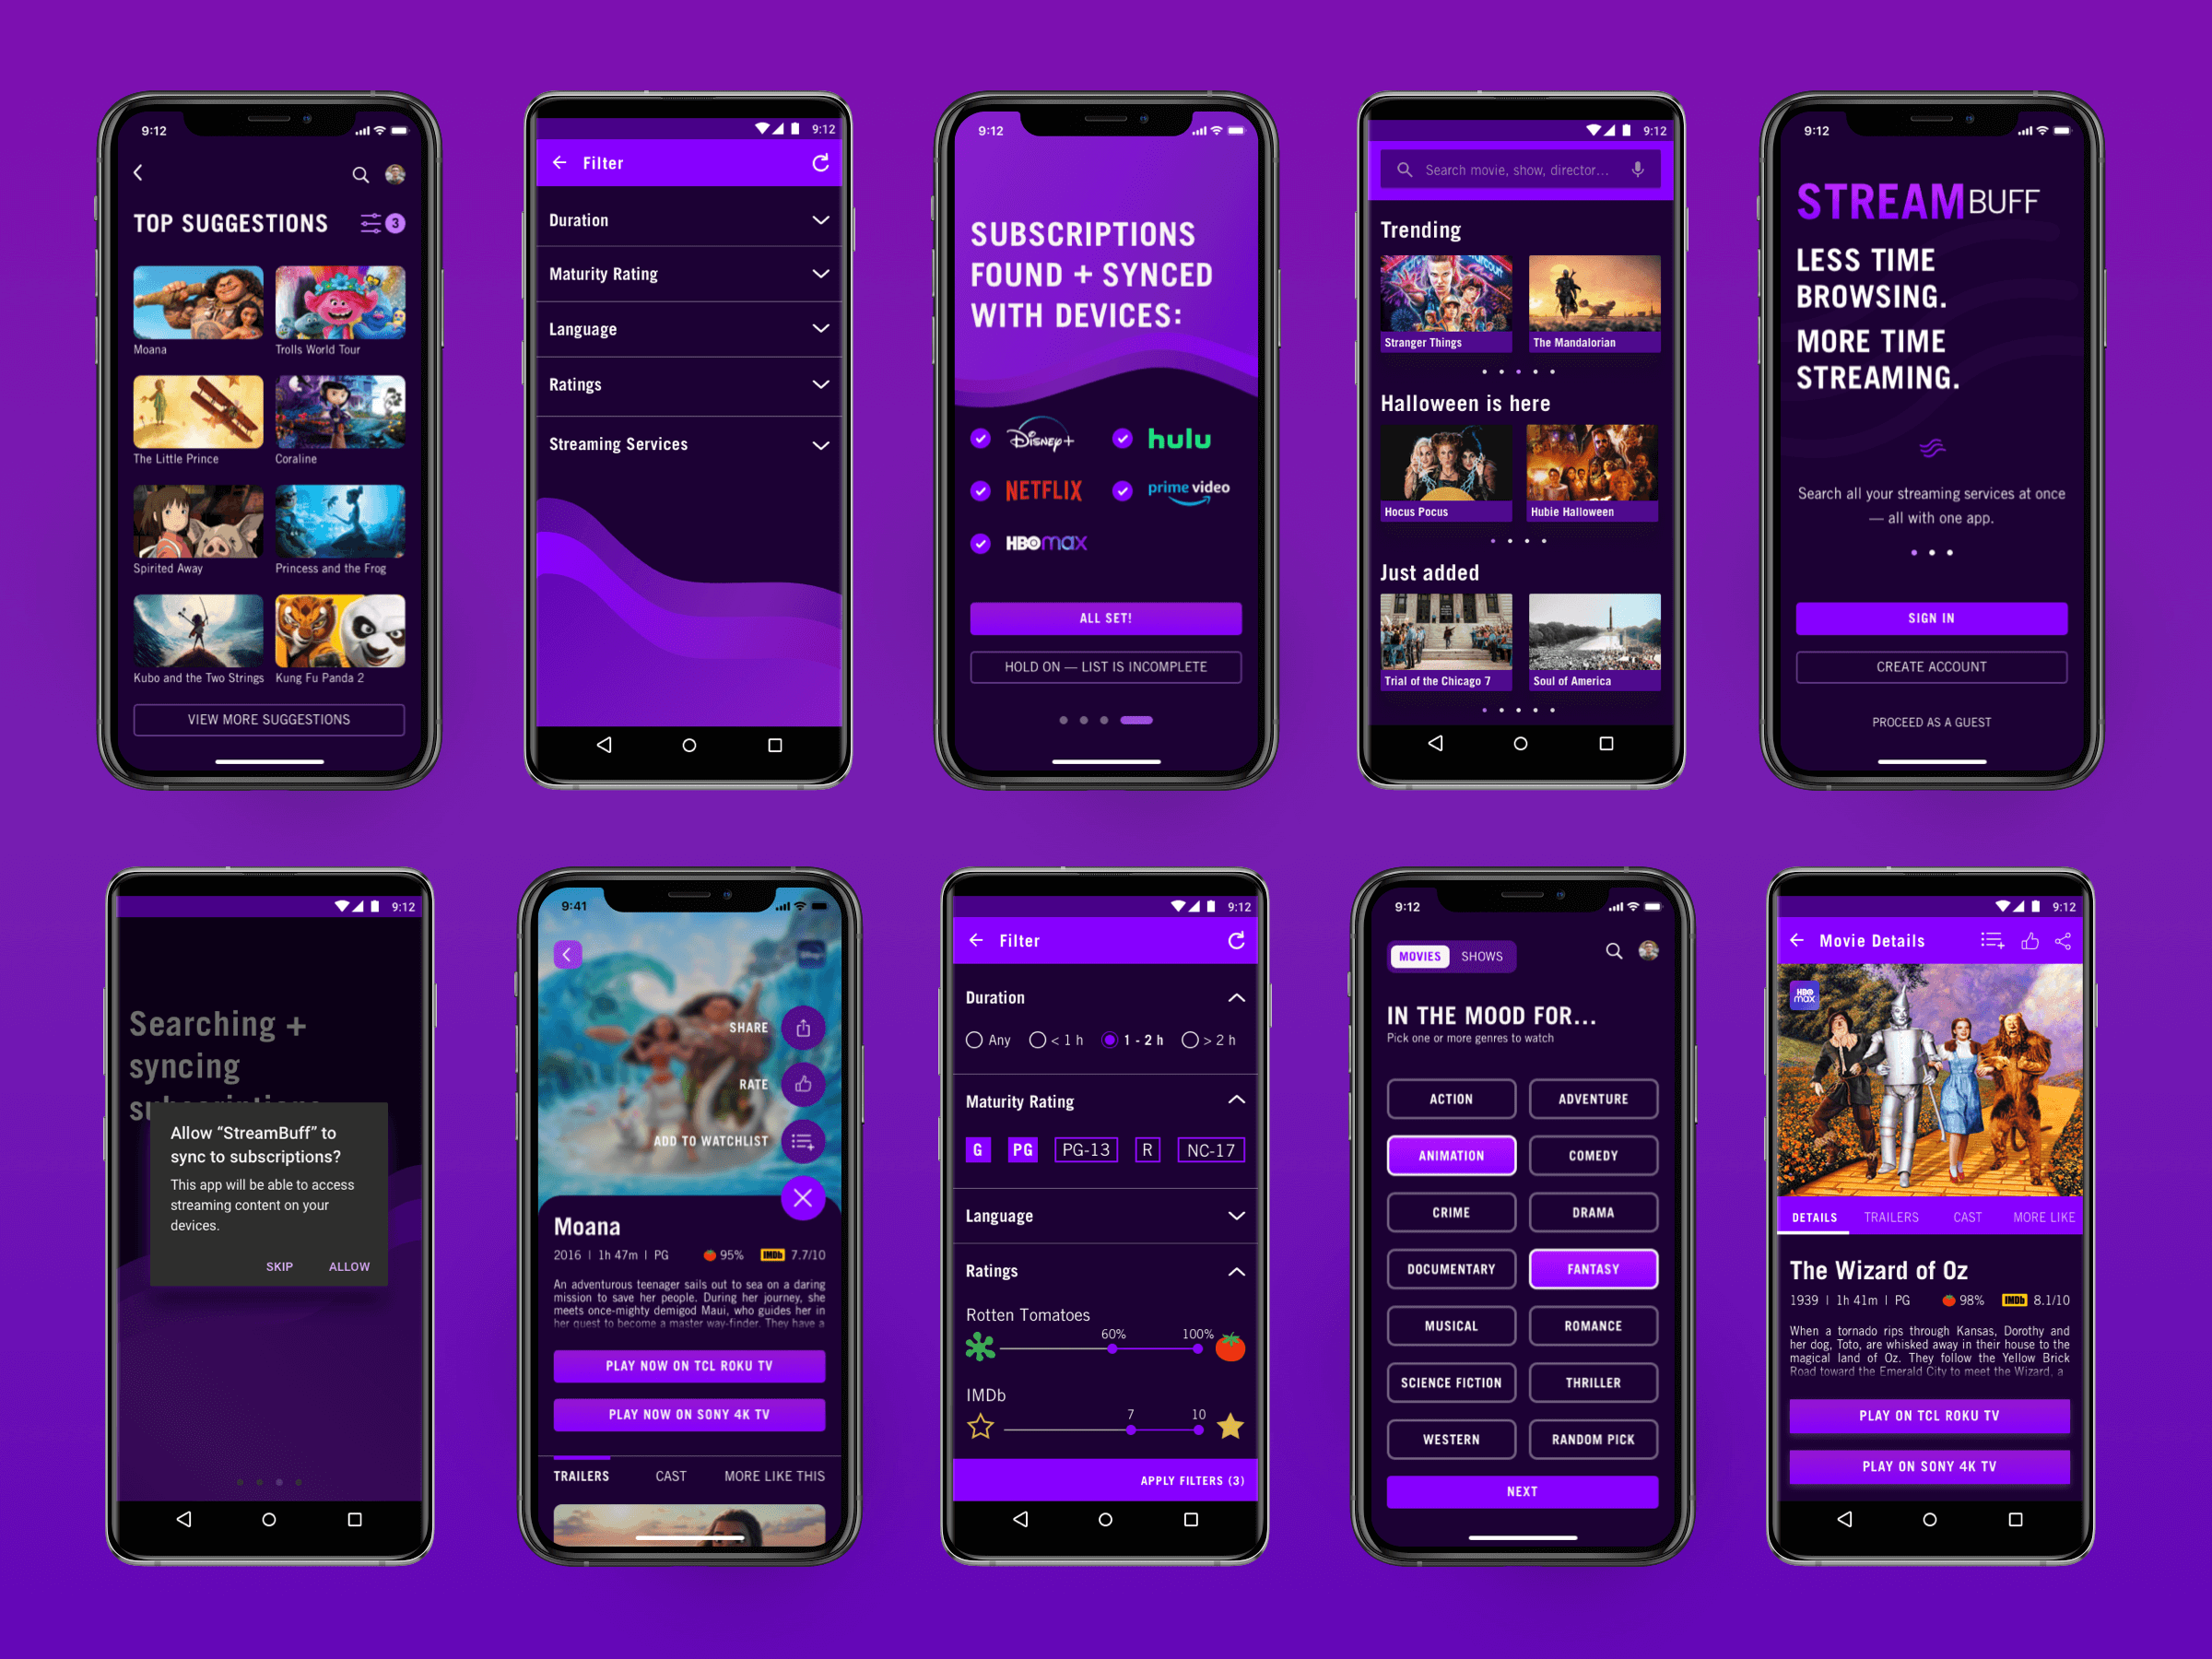 9:12
TOP SUGGESTIONS
3
Moana
Trolls World Tour
The Little Prince
Coraline
Spirited Away
Princess and the Frog
Kubo and the Two Strings
Kung Fu Panda 2
VIEW MORE SUGGESTIONS
9:12
Filter
Duration
Maturity Rating
Language
Ratings
Streaming Services
9:12
SUBSCRIPTIONS
FOUND + SYNCED
WITH DEVICES:
Disney+
hulu
NETFLIX
prime video
HBOmax
ALL SET!
HOLD ON — LIST IS INCOMPLETE
9:12
Search movie, show, director...
Trending
Stranger Things
The Mandalorian
Halloween is here
Hocus Pocus
Hubie Halloween
Just added
Trial of the Chicago 7
Soul of America
9:12
STREAMBUFF
LESS TIME
BROWSING.
MORE TIME
STREAMING.
Search all your streaming services at once
— all with one app.
SIGN IN
CREATE ACCOUNT
PROCEED AS A GUEST
9:12
Searching +
syncing
Allow “StreamBuff” to
sync to subscriptions?
This app will be able to access
streaming content on your
devices.
SKIP
ALLOW
9:41
SHARE
RATE
ADD TO WATCHLIST
Moana
2016 | 1h 47m | PG
95%
IMDb
7.7/10
An adventurous teenager sails out to sea on a daring
mission to save her people. During her journey, she
meets once-mighty demigod Maui, who guides her in
her quest to become a master way-finder. They have a
PLAY NOW ON TCL ROKU TV
PLAY NOW ON SONY 4K TV
TRAILERS
CAST
MORE LIKE THIS
9:12
Filter
Duration
Any
< 1 h
1 - 2 h
> 2 h
Maturity Rating
G
PG
PG-13
R
NC-17
Language
Ratings
Rotten Tomatoes
60%
100%
IMDb
7
10
APPLY FILTERS (3)
9:12
MOVIES
SHOWS
IN THE MOOD FOR...
Pick one or more genres to watch
ACTION
ADVENTURE
ANIMATION
COMEDY
CRIME
DRAMA
DOCUMENTARY
FANTASY
MUSICAL
ROMANCE
SCIENCE FICTION
THRILLER
WESTERN
RANDOM PICK
NEXT
9:12
Movie Details
HBO
max
DETAILS
TRAILERS
CAST
MORE LIKE
The Wizard of Oz
1939 | 1h 41m | PG
98%
IMDb
8.1/10
When a tornado rips through Kansas, Dorothy and
her dog, Toto, are whisked away in their house to the
magical land of Oz. They follow the Yellow Brick
Road toward the Emerald City to meet the Wizard, a
PLAY ON TCL ROKU TV
PLAY ON SONY 4K TV